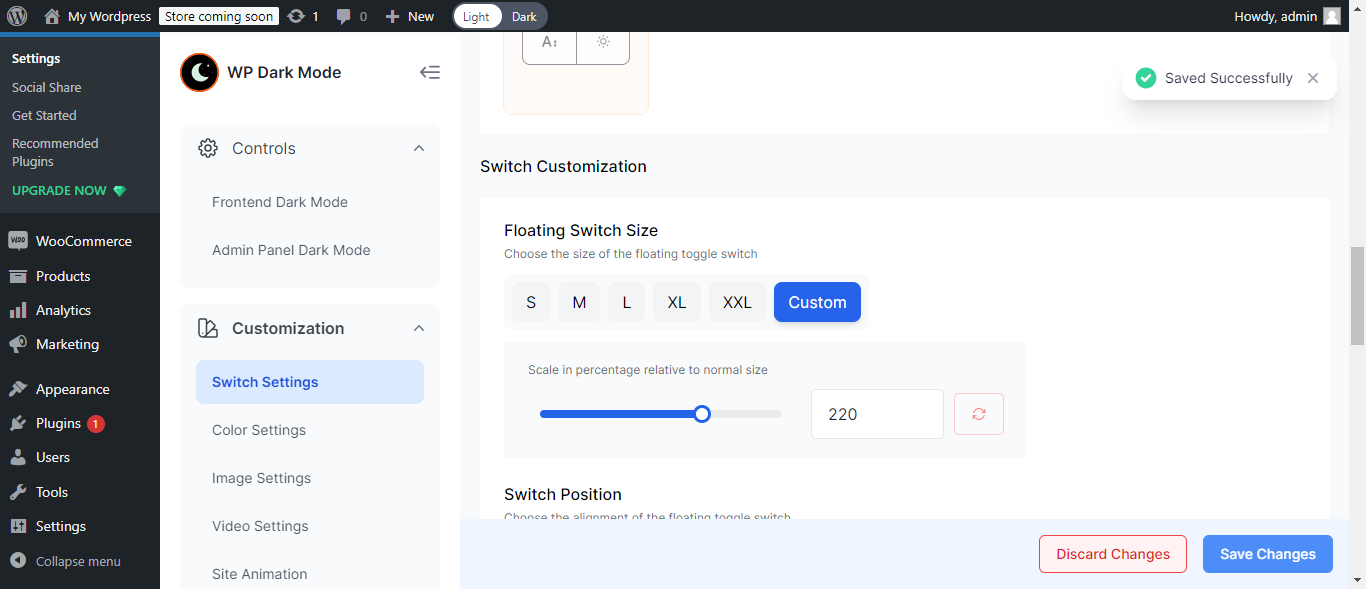 My Wordpress
Store coming soon
1
0
New
Light
Dark
Howdy, admin
Settings
Social Share
Get Started
Recommended
Plugins
UPGRADE NOW
WooCommerce
Products
Analytics
Marketing
Appearance
Plugins 1
Users
Tools
Settings
Collapse menu
WP Dark Mode
Controls
Frontend Dark Mode
Admin Panel Dark Mode
Customization
Switch Settings
Color Settings
Image Settings
Video Settings
Site Animation
A
Saved Successfully
Switch Customization
Floating Switch Size
Choose the size of the floating toggle switch
S
M
L
XL
XXL
Custom
Scale in percentage relative to normal size
220
Switch Position
Choose the alignment of the floating toggle switch
Discard Changes
Save Changes